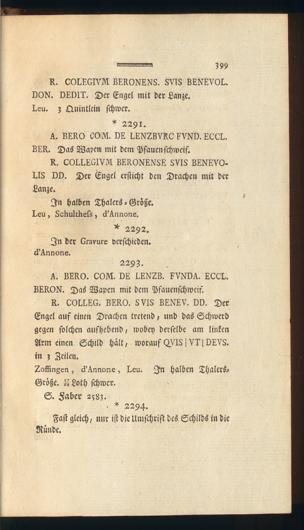 399
R. COLEGIVM BERONENS. SVIS BENEVOL.
DON. DEDIT. Der Engel mit der Lanze.
Leu. 3 Quintlein schwer.
* 2291.
A. BERO COM. DE LENZBVRC FVND. ECCL.
BER. Das Wapen mit dem Pfauenschweif.
R. COLLEGIVM BERONENSE SVIS BENEVO-
LIS DD. Der Engel ersticht den Drachen mit der
Lanze.
In halben Thalers-Größe.
Leu, Schulthess, d'Annone.
* 2292.
In der Gravure verschieden.
d'Annone.
2293.
A. BERO. COM. DE LENZB. FVNDA. ECCL.
BERON. Das Wapen mit dem Pfauenschweif.
R. COLLEG. BERO. SVIS BENEV. DD. Der
Engel auf einen Drachen tretend, und das Schwerd
gegen solchen aufhebend, wobey derselbe am linken
Arm einen Schild hält, worauf QVIS | VT | DEVS.
in 3 Zeilen.
Zoffingen, d'Annone, Leu. In halben Thalers-
Größe. Loth schwer.
S. Faber 2583.
* 2294.
Fast gleich, nur ist die Umschrift des Schilds in die
Ründe.